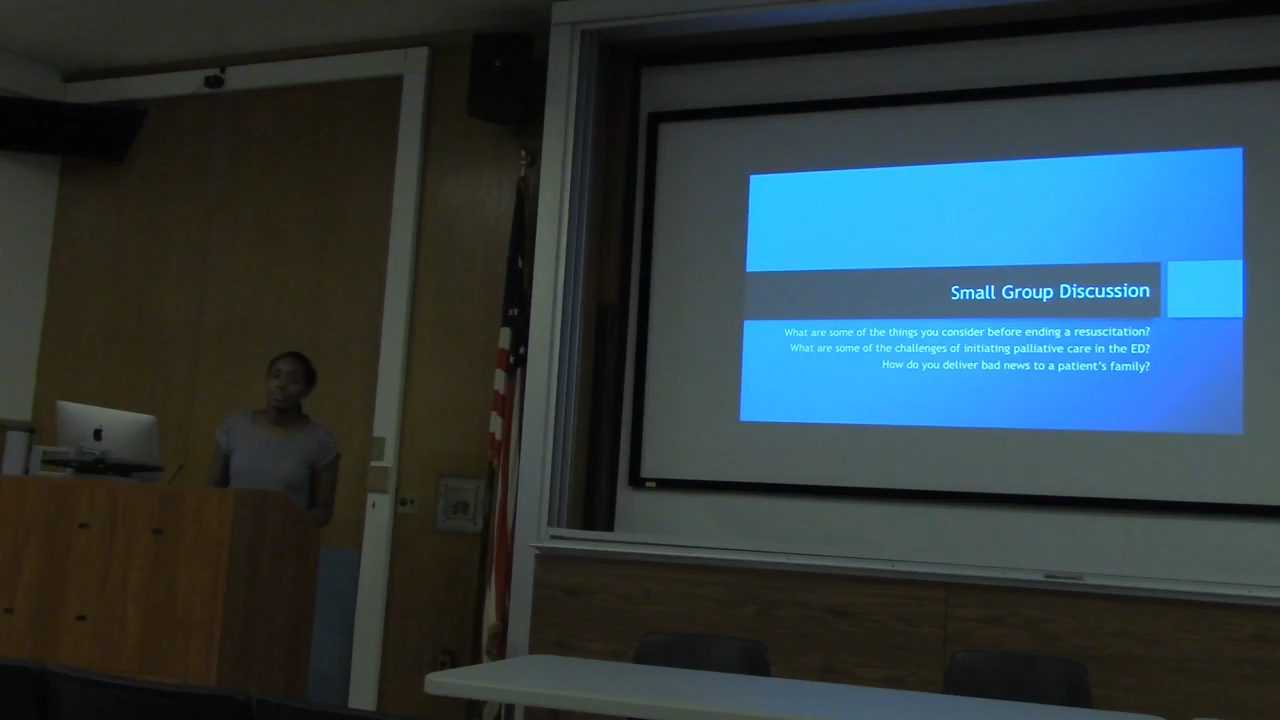 Small Group Discussion
What are some of the things you consider before ending a resuscitation?
What are some of the challenges of initiating palliative care in the ED?
How do you deliver bad news to a patient's family?